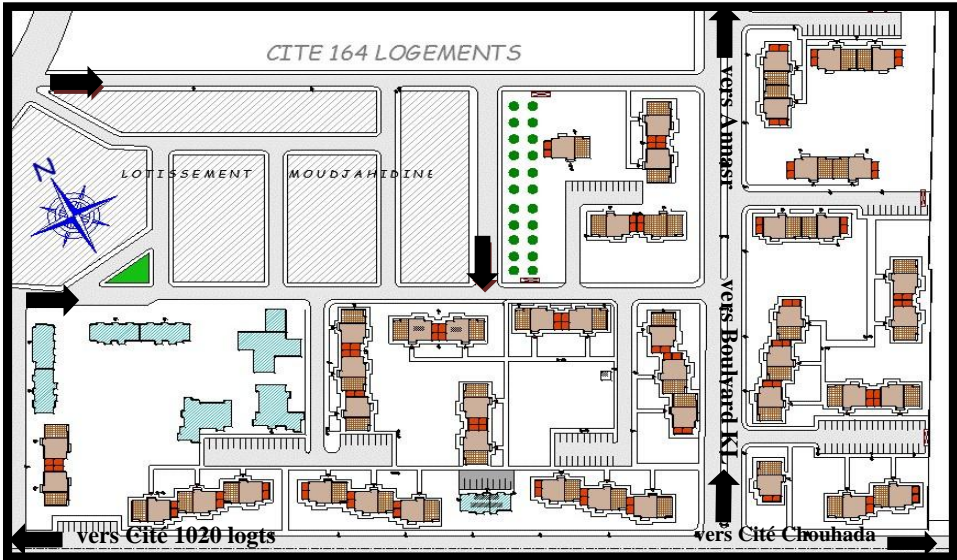 CITE 164 LOGEMENTS
LOTISSEMENT MOUDJAHIDINE
N
vers Annasr
vers Boulvard KL
vers Cité 1020 logts
vers Cité Chouhada